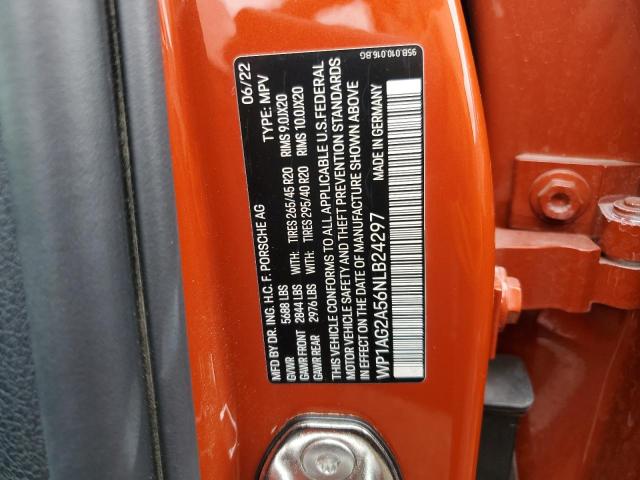 95B.010.016.BG
MFD BY DR. ING. H.C. F. PORSCHE AG 06/22
TYPE: MPV
GVWR 5688 LBS
GAWR FRONT 2844 LBS WITH: TIRES 265/45 R20 RIMS 9.0JX20
GAWR REAR 2976 LBS WITH: TIRES 295/40 R20 RIMS 10.0JX20
THIS VEHICLE CONFORMS TO ALL APPLICABLE U.S. FEDERAL
MOTOR VEHICLE SAFETY AND THEFT PREVENTION STANDARDS
IN EFFECT ON THE DATE OF MANUFACTURE SHOWN ABOVE
MADE IN GERMANY
WP1AG2A56NLB24297